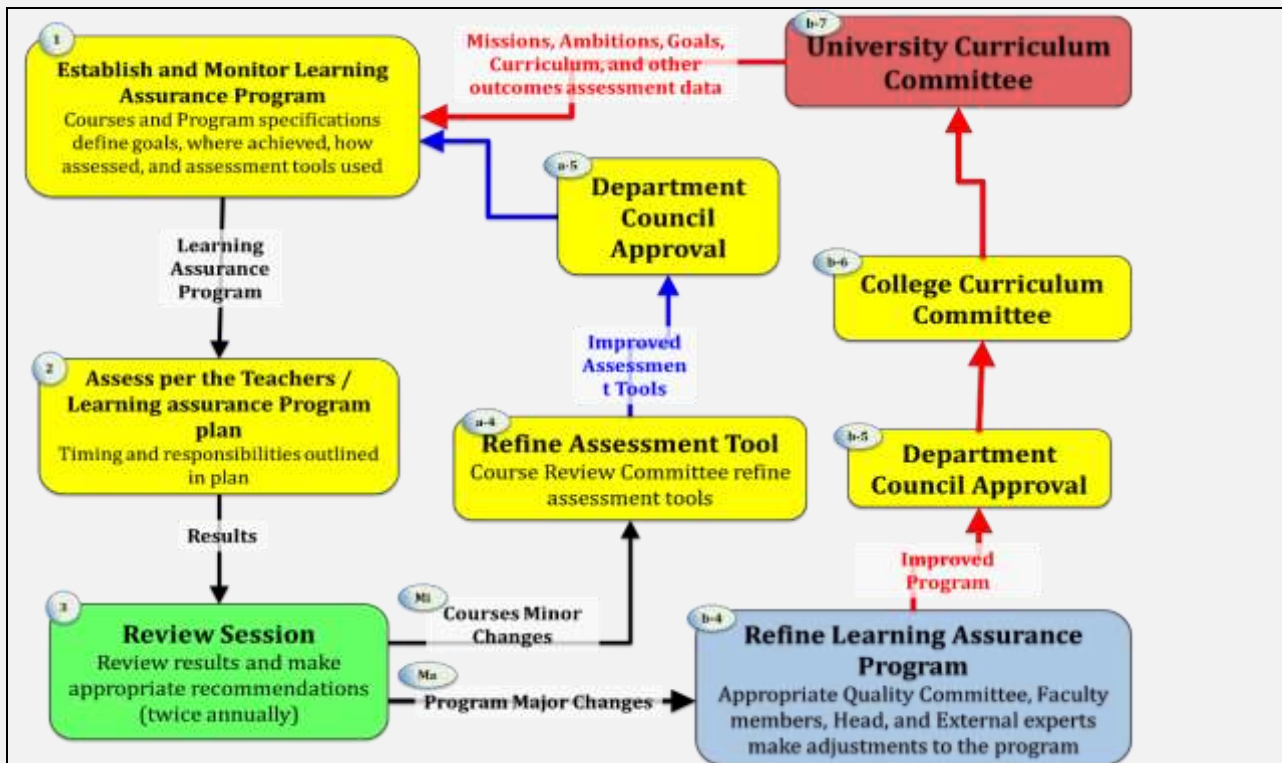 1
Establish and Monitor Learning
Assurance Program
Courses and Program specifications
define goals, where achieved, how
assessed, and assessment tools used
Missions, Ambitions, Goals,
Curriculum, and other
outcomes assessment data
b-7
University Curriculum
Committee
a-5
Department
Council
Approval
Learning
Assurance
Program
b-6
College Curriculum
Committee
Improved
Assessmen
t Tools
2
Assess per the Teachers /
Learning assurance Program
plan
Timing and responsibilities outlined
in plan
a-4
Refine Assessment Tool
Course Review Committee refine
assessment tools
b-5
Department
Council Approval
Results
Improved
Program
3
Review Session
Review results and make
appropriate recommendations
(twice annually)
Mi
Courses Minor
Changes
Ma
Program Major Changes
b-4
Refine Learning Assurance
Program
Appropriate Quality Committee, Faculty
members, Head, and External experts
make adjustments to the program